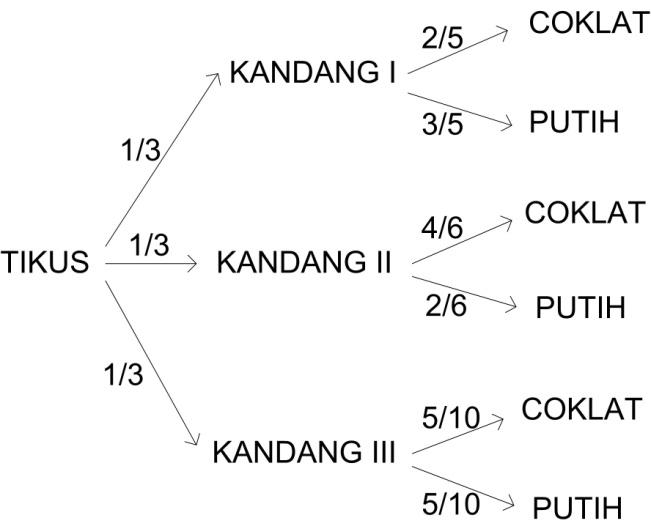 COKLAT
2/5
KANDANG I
3/5
PUTIH
1/3
COKLAT
4/6
1/3
TIKUS
KANDANG II
2/6
PUTIH
1/3
COKLAT
5/10
KANDANG III
5/10
PUTIH